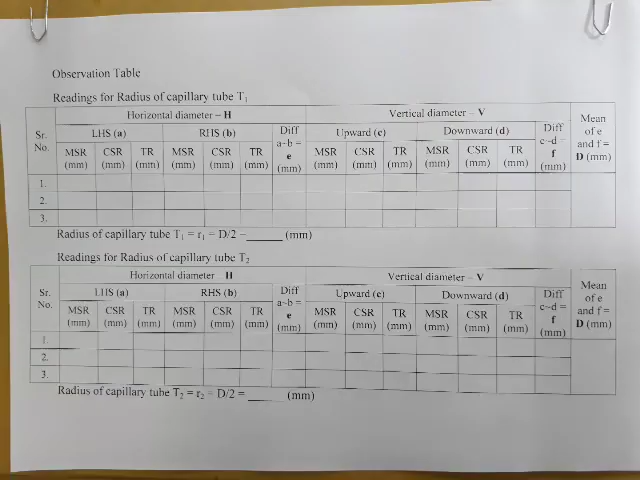 Observation Table
Readings for Radius of capillary tube T1
Sr. No. Horizontal diameter – H Vertical diameter – V Mean of e and f = D (mm)
LHS (a) RHS (b) Diff a~b = e (mm) Upward (c) Downward (d) Diff c~d = f (mm)
MSR (mm) CSR (mm) TR (mm) MSR (mm) CSR (mm) TR (mm) MSR (mm) CSR (mm) TR (mm) MSR (mm) CSR (mm) TR (mm)
1.
2.
3.
Radius of capillary tube T1 = r1 = D/2 = ______ (mm)
Readings for Radius of capillary tube T2
Sr. No. Horizontal diameter – H Vertical diameter – V Mean of e and f = D (mm)
LHS (a) RHS (b) Diff a~b = e (mm) Upward (c) Downward (d) Diff c~d = f (mm)
MSR (mm) CSR (mm) TR (mm) MSR (mm) CSR (mm) TR (mm) MSR (mm) CSR (mm) TR (mm) MSR (mm) CSR (mm) TR (mm)
1.
2.
3.
Radius of capillary tube T2 = r2 = D/2 = ______ (mm)